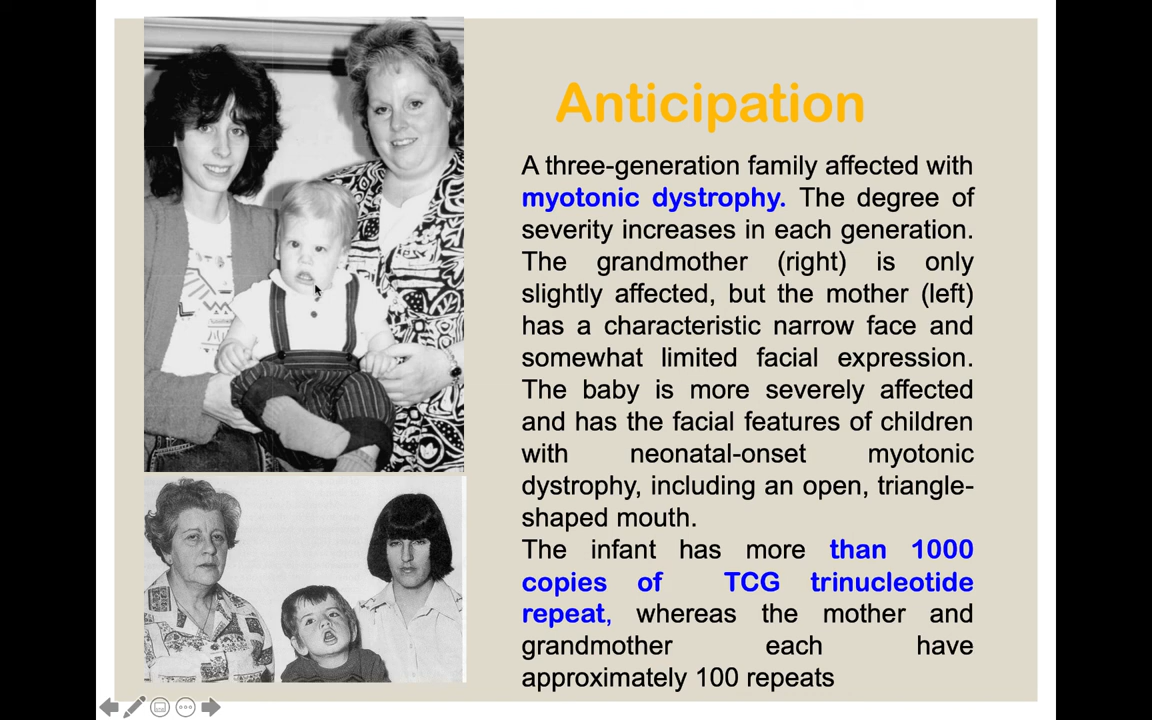 Anticipation
A three-generation family affected with
myotonic dystrophy. The degree of
severity increases in each generation.
The grandmother (right) is only
slightly affected, but the mother (left)
has a characteristic narrow face and
somewhat limited facial expression.
The baby is more severely affected
and has the facial features of children
with neonatal-onset myotonic
dystrophy, including an open, triangle-
shaped mouth.
The infant has more than 1000
copies of TCG trinucleotide
repeat, whereas the mother and
grandmother each have
approximately 100 repeats